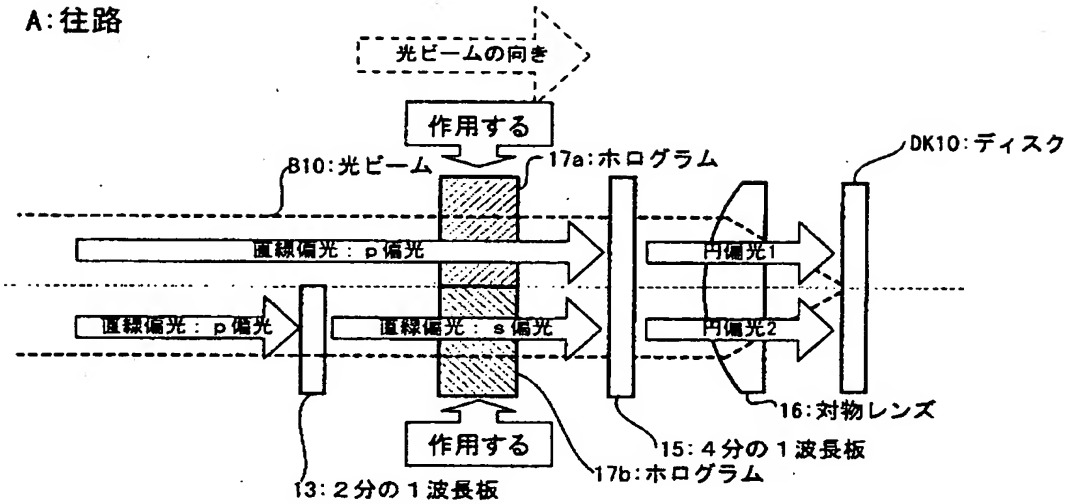 A:往路
光ビームの向き
作用する
DK10:ディスク
B10:光ビーム
17a:ホログラム
直線偏光:p偏光
円偏光1
直線偏光:p偏光
直線偏光:s偏光
円偏光2
16:対物レンズ
作用する
15:4分の1波長板
17b:ホログラム
13:2分の1波長板